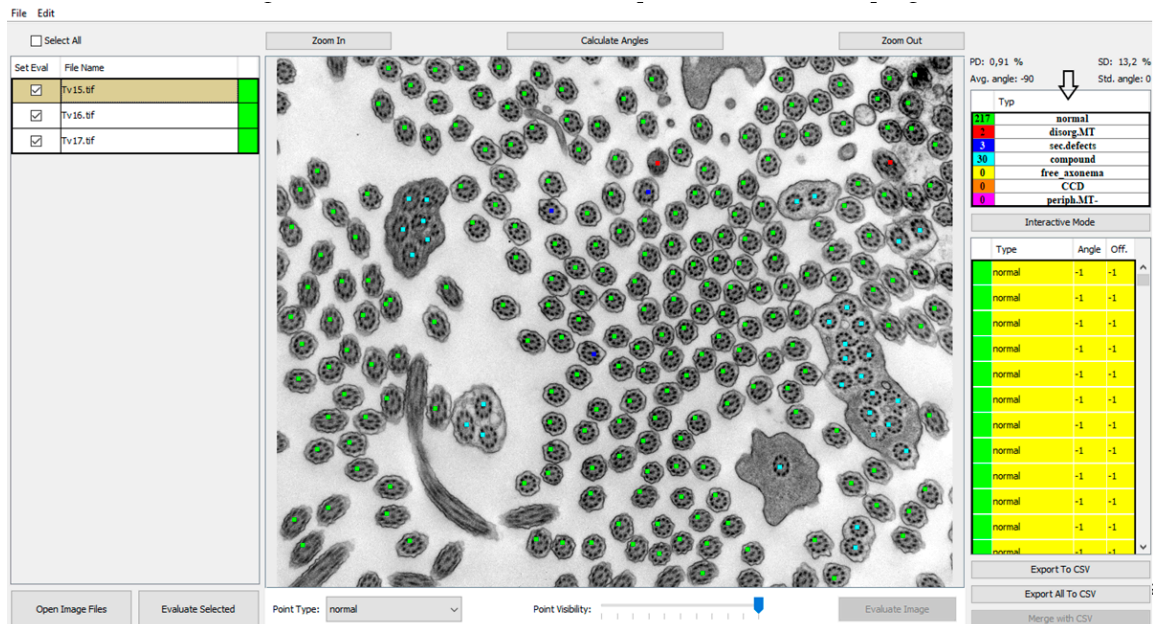 File Edit
Select All
Zoom In
Calculate Angles
Zoom Out
PD: 0,91 % SD: 13,2 %
Avg. angle: -90 Std. angle: 0
Set Eval File Name
Tv15.tif
Tv16.tif
Tv17.tif
Typ
217 normal
2 disorg.MT
3 sec.defects
30 compound
0 free_axonema
0 CCD
0 periph.MT-
Interactive Mode
Type Angle Off.
normal -1 -1
normal -1 -1
normal -1 -1
normal -1 -1
normal -1 -1
normal -1 -1
normal -1 -1
normal -1 -1
normal -1 -1
normal -1 -1
normal -1 -1
normal -1 -1
Export To CSV
Export All To CSV
Merge with CSV
Open Image Files
Evaluate Selected
Point Type: normal
Point Visibility:
Evaluate Image